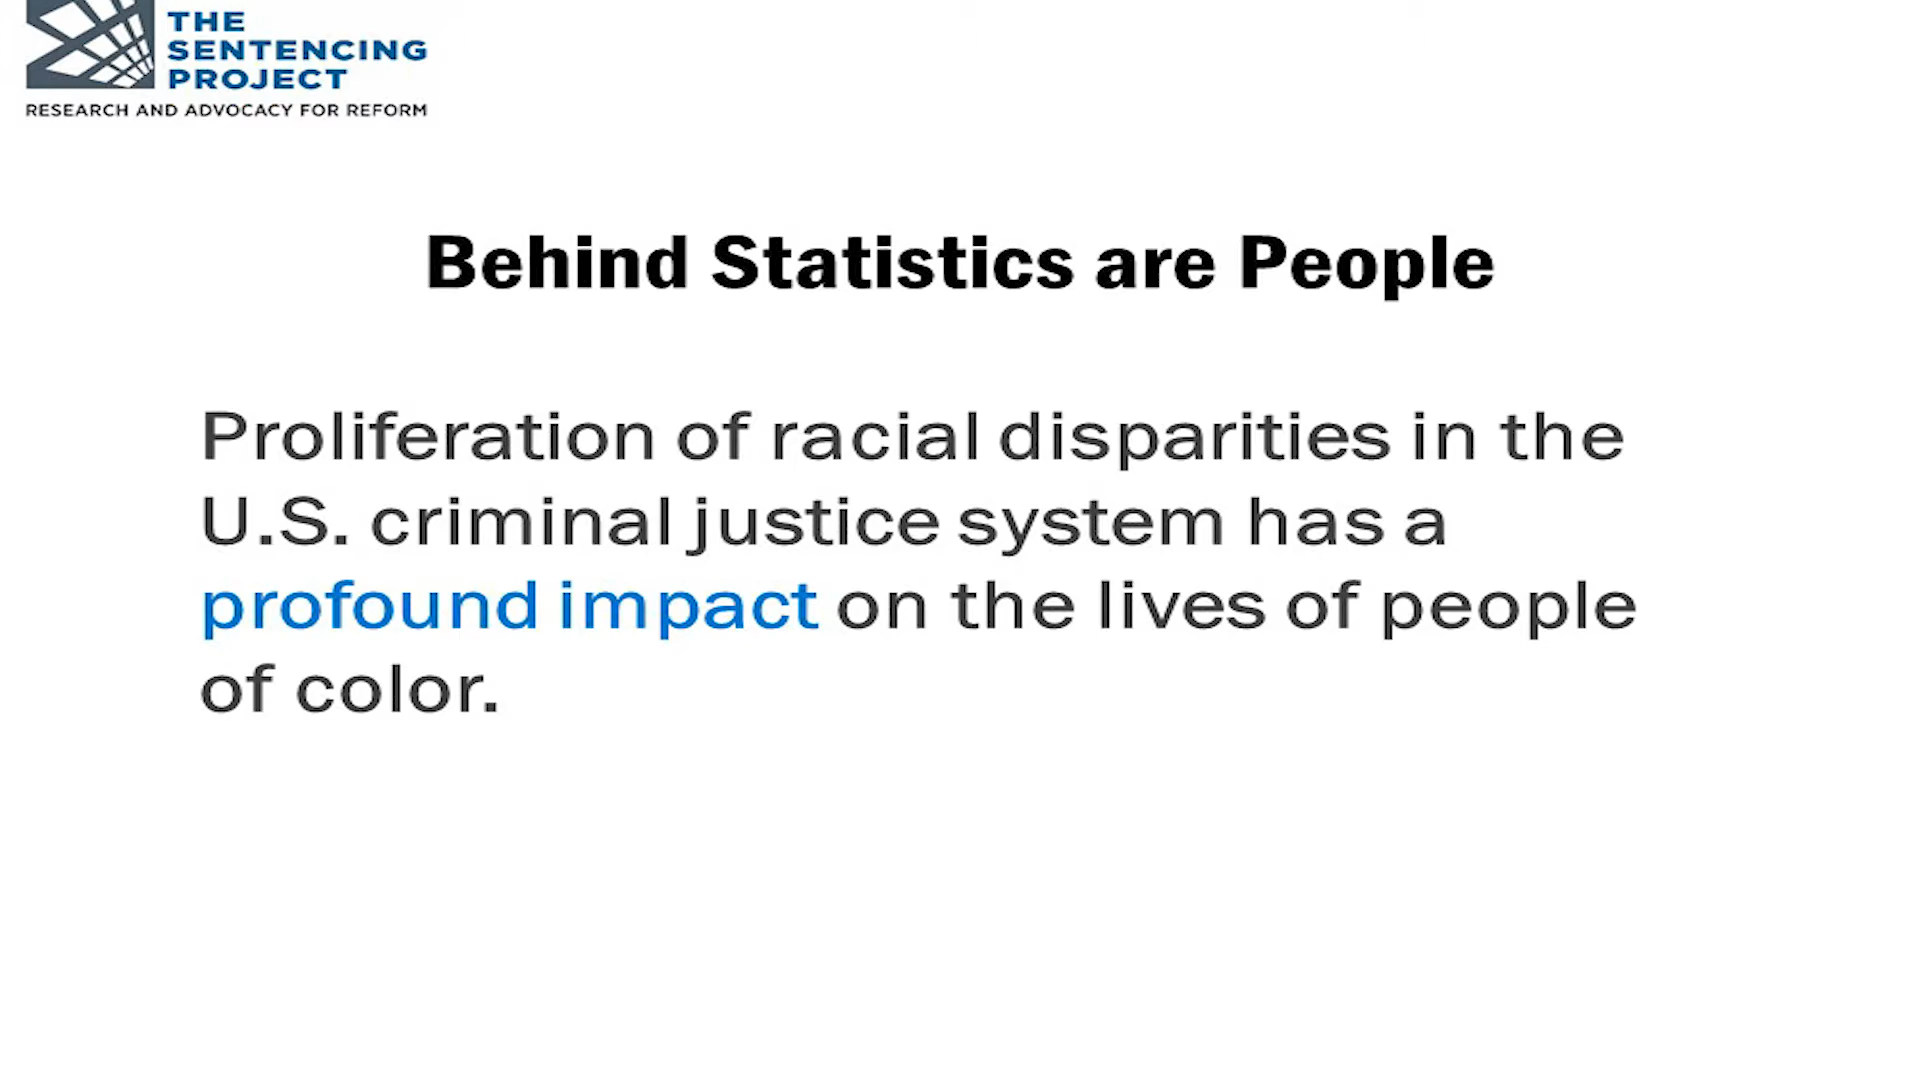 THE
SENTENCING
PROJECT
RESEARCH AND ADVOCACY FOR REFORM
Behind Statistics are People
Proliferation of racial disparities in the
U.S. criminal justice system has a
profound impact on the lives of people
of color.